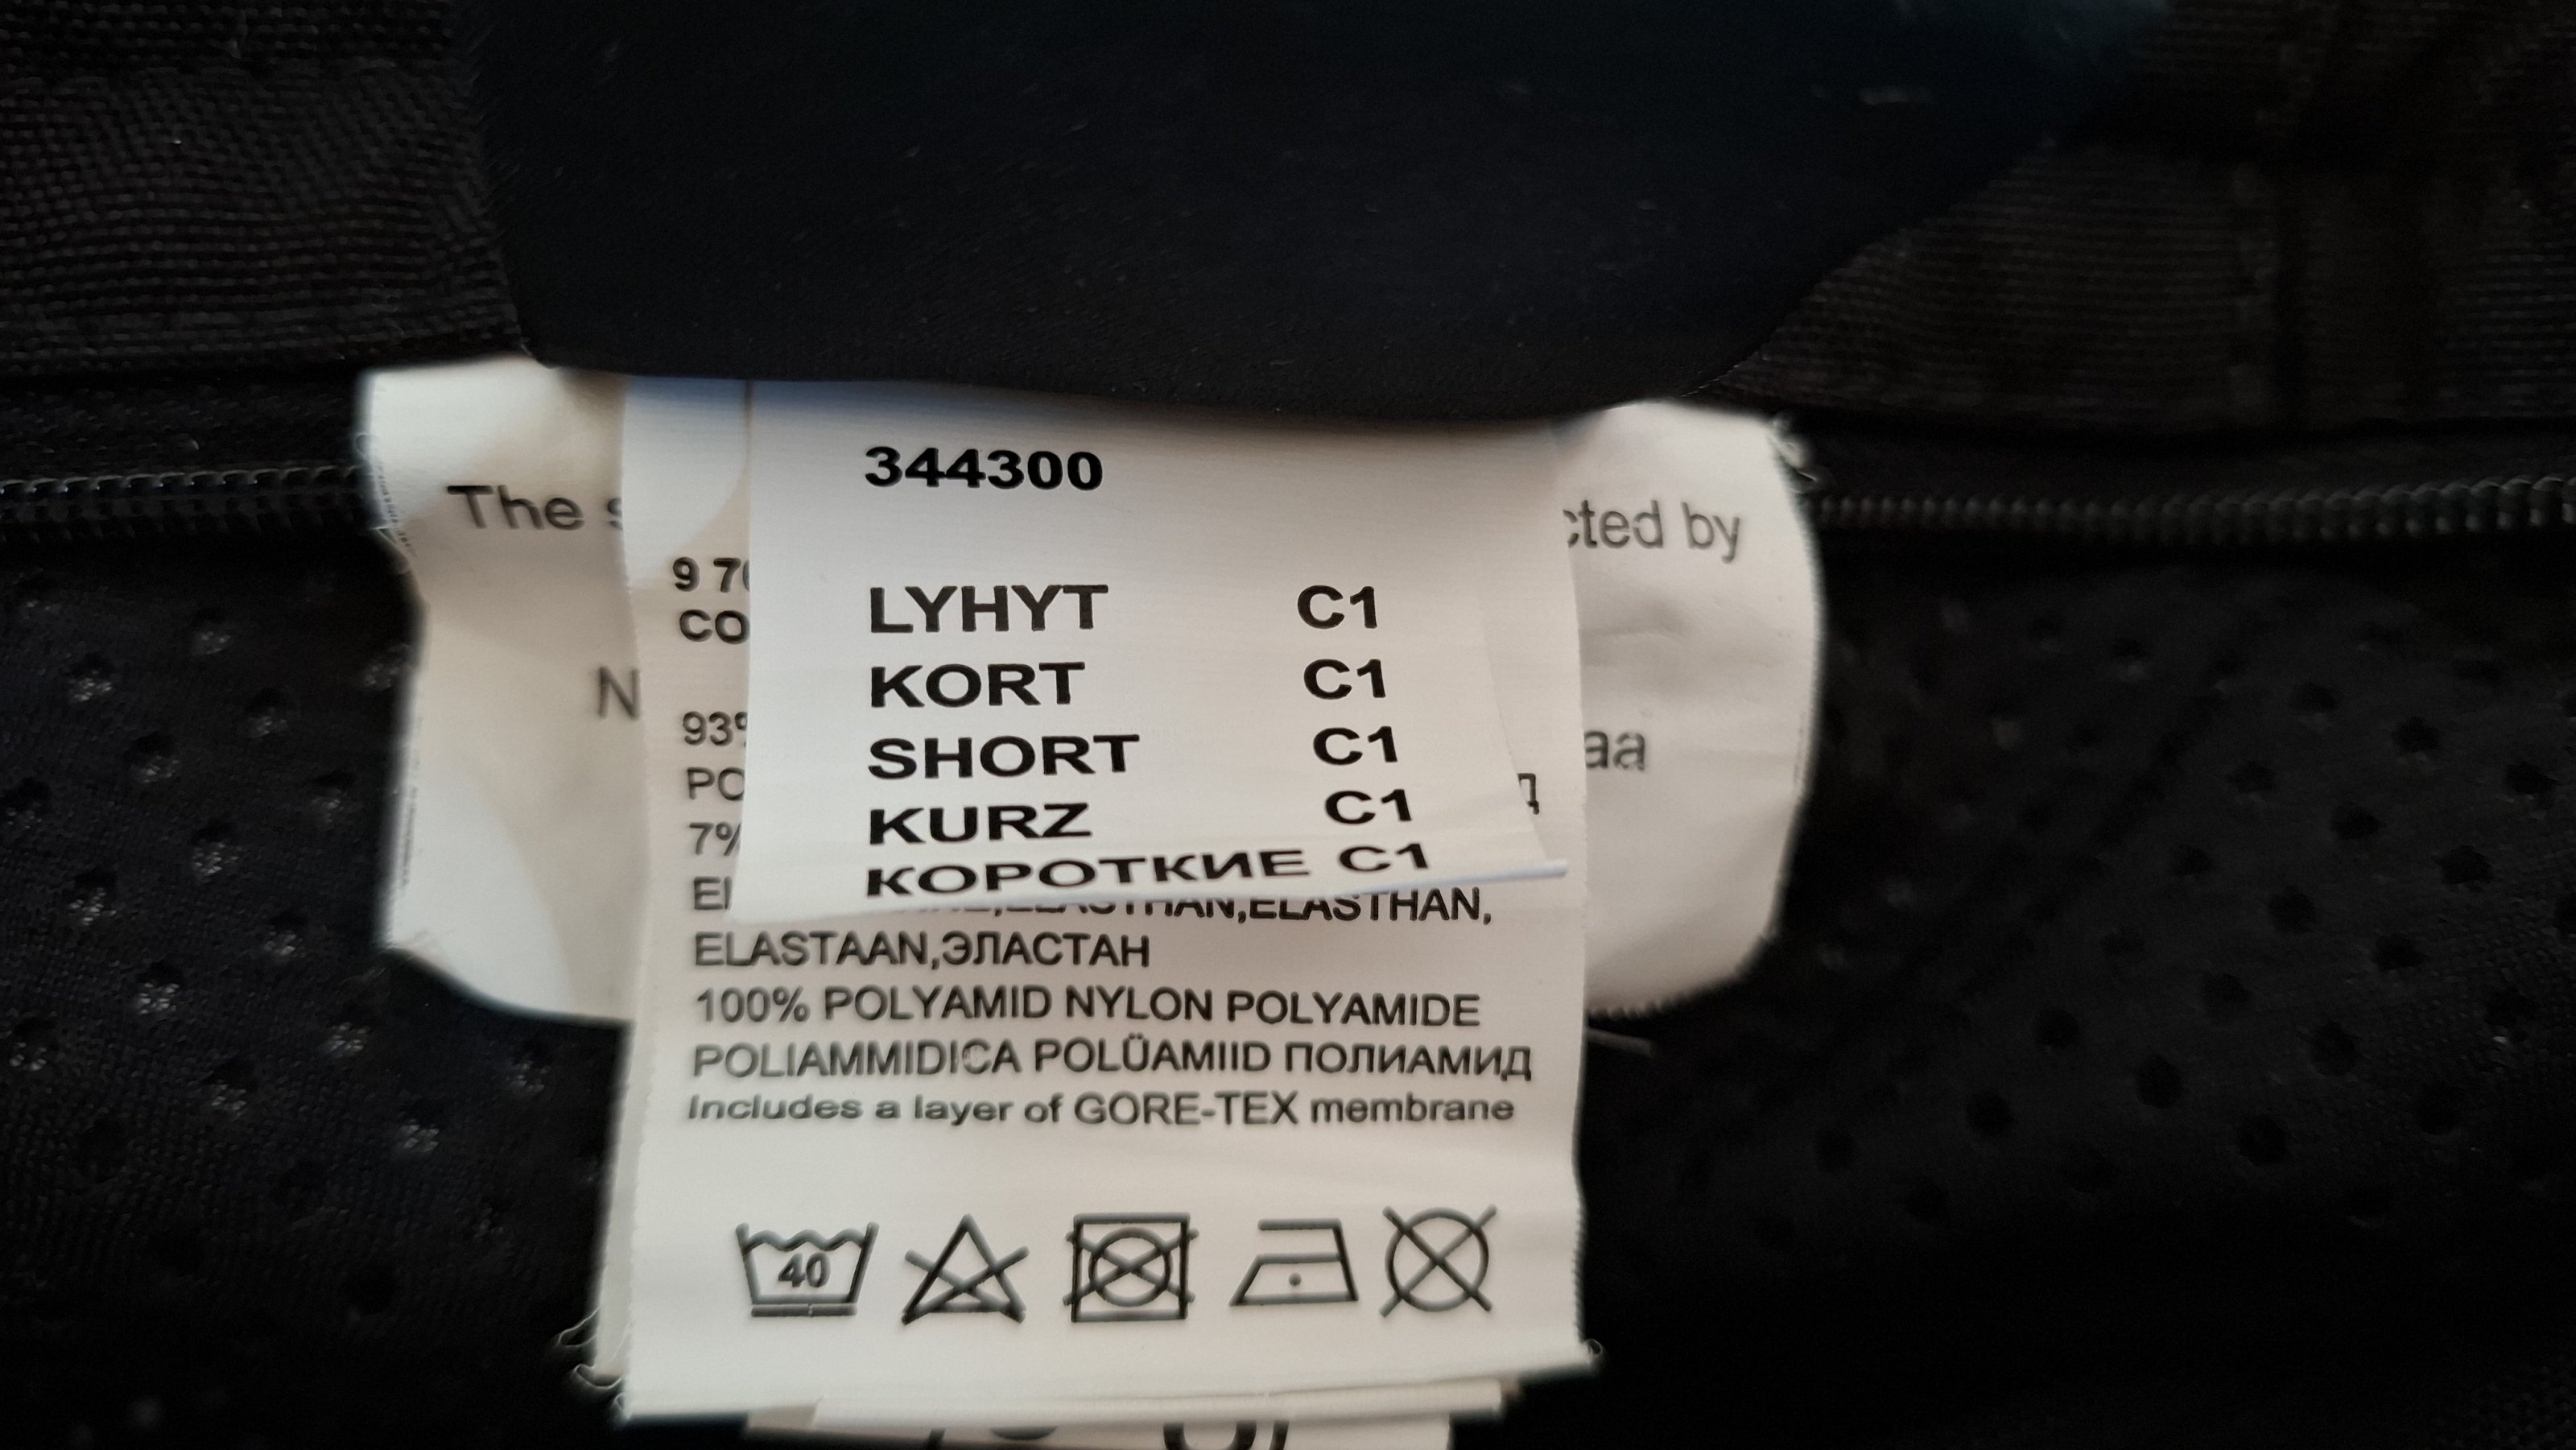 344300
LYHYT C1
KORT C1
SHORT C1
KURZ C1
КОРОТКИЕ C1
The
cted by
N
aa
9 7
CO
93%
PO
7%
El
ELASTHAN,ELASTHAN,
ELASTAAN,ЭЛАСТАН
100% POLYAMID NYLON POLYAMIDE
POLIAMMIDICA POLÜAMIID ПОЛИАМИД
Includes a layer of GORE-TEX membrane
40